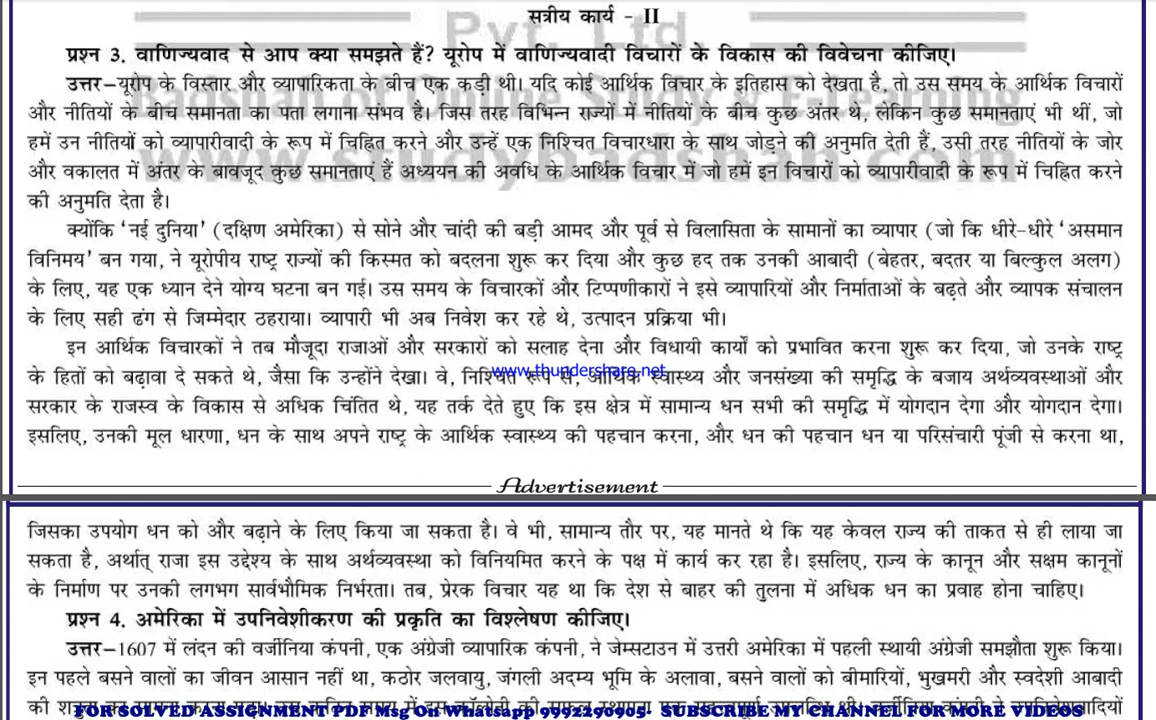 सत्रीय कार्य - II
Pvt. Ltd.
प्रश्न 3. वाणिज्यवाद से आप क्या समझते हैं? यूरोप में वाणिज्यवादी विचारों के विकास की विवेचना कीजिए।
उत्तर–यूरोप के विस्तार और व्यापारिकता के बीच एक कड़ी थी। यदि कोई आर्थिक विचार के इतिहास को देखता है, तो उस समय के आर्थिक विचारों
और नीतियों के बीच समानता का पता लगाना संभव है। जिस तरह विभिन्न राज्यों में नीतियों के बीच कुछ अंतर थे, लेकिन कुछ समानताएं भी थीं, जो
हमें उन नीतियों को व्यापारीवादी के रूप में चिह्नित करने और उन्हें एक निश्चित विचारधारा के साथ जोड़ने की अनुमति देती हैं, उसी तरह नीतियों के जोर
www.studybadshah.com
और वकालत में अंतर के बावजूद कुछ समानताएं हैं अध्ययन की अवधि के आर्थिक विचार में जो हमें इन विचारों को व्यापारीवादी के रूप में चिह्नित करने
की अनुमति देता है।
क्योंकि ‘नई दुनिया’ (दक्षिण अमेरिका) से सोने और चांदी की बड़ी आमद और पूर्व से विलासिता के सामानों का व्यापार (जो कि धीरे-धीरे ‘असमान
विनिमय’ बन गया, ने यूरोपीय राष्ट्र राज्यों की किस्मत को बदलना शुरू कर दिया और कुछ हद तक उनकी आबादी (बेहतर, बदतर या बिल्कुल अलग)
के लिए, यह एक ध्यान देने योग्य घटना बन गई। उस समय के विचारकों और टिप्पणीकारों ने इसे व्यापारियों और निर्माताओं के बढ़ते और व्यापक संचालन
के लिए सही ढंग से जिम्मेदार ठहराया। व्यापारी भी अब निवेश कर रहे थे, उत्पादन प्रक्रिया भी।
इन आर्थिक विचारकों ने तब मौजूदा राजाओं और सरकारों को सलाह देना और विधायी कार्यों को प्रभावित करना शुरू कर दिया, जो उनके राष्ट्र
www.thundershare.net
के हितों को बढ़ावा दे सकते थे, जैसा कि उन्होंने देखा। वे, निश्चित रूप से, आर्थिक स्वास्थ्य और जनसंख्या की समृद्धि के बजाय अर्थव्यवस्थाओं और
सरकार के राजस्व के विकास से अधिक चिंतित थे, यह तर्क देते हुए कि इस क्षेत्र में सामान्य धन सभी की समृद्धि में योगदान देगा और योगदान देगा।
इसलिए, उनकी मूल धारणा, धन के साथ अपने राष्ट्र के आर्थिक स्वास्थ्य की पहचान करना, और धन की पहचान धन या परिसंचारी पूंजी से करना था,
Advertisement
जिसका उपयोग धन को और बढ़ाने के लिए किया जा सकता है। वे भी, सामान्य तौर पर, यह मानते थे कि यह केवल राज्य की ताकत से ही लाया जा
सकता है, अर्थात् राजा इस उद्देश्य के साथ अर्थव्यवस्था को विनियमित करने के पक्ष में कार्य कर रहा है। इसलिए, राज्य के कानून और सक्षम कानूनों
के निर्माण पर उनकी लगभग सार्वभौमिक निर्भरता। तब, प्रेरक विचार यह था कि देश से बाहर की तुलना में अधिक धन का प्रवाह होना चाहिए।
प्रश्न 4. अमेरिका में उपनिवेशीकरण की प्रकृति का विश्लेषण कीजिए।
उत्तर–1607 में लंदन की वर्जीनिया कंपनी, एक अंग्रेजी व्यापारिक कंपनी, ने जेम्सटाउन में उत्तरी अमेरिका में पहली स्थायी अंग्रेजी समझौता शुरू किया।
इन पहले बसने वालों का जीवन आसान नहीं था, कठोर जलवायु, जंगली अदम्य भूमि के अलावा, बसने वालों को बीमारियों, भुखमरी और स्वदेशी आबादी
की
FOR SOLVED ASSIGNMENT PDF Msg On Whatsapp 9992290905- SUBSCRIBE MY CHANNEL FOR MORE VIDEOS